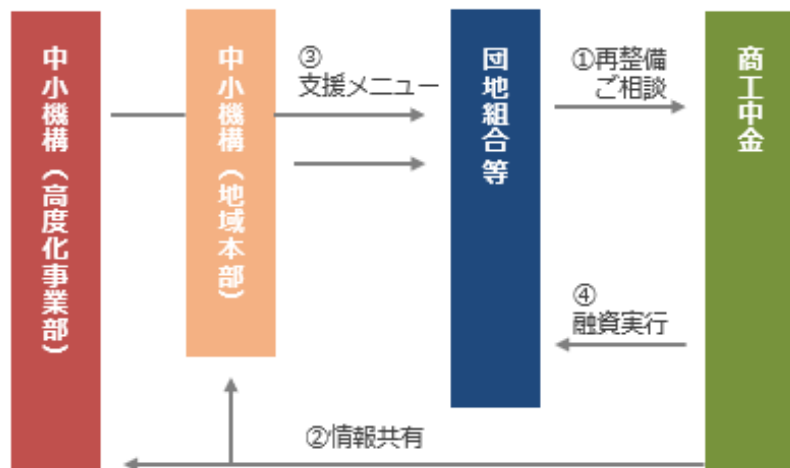 中小機構（高度化事業部）
中小機構（地域本部）
③
支援メニュー
団地組合等
①再整備
ご相談
商工中金
④
融資実行
②情報共有